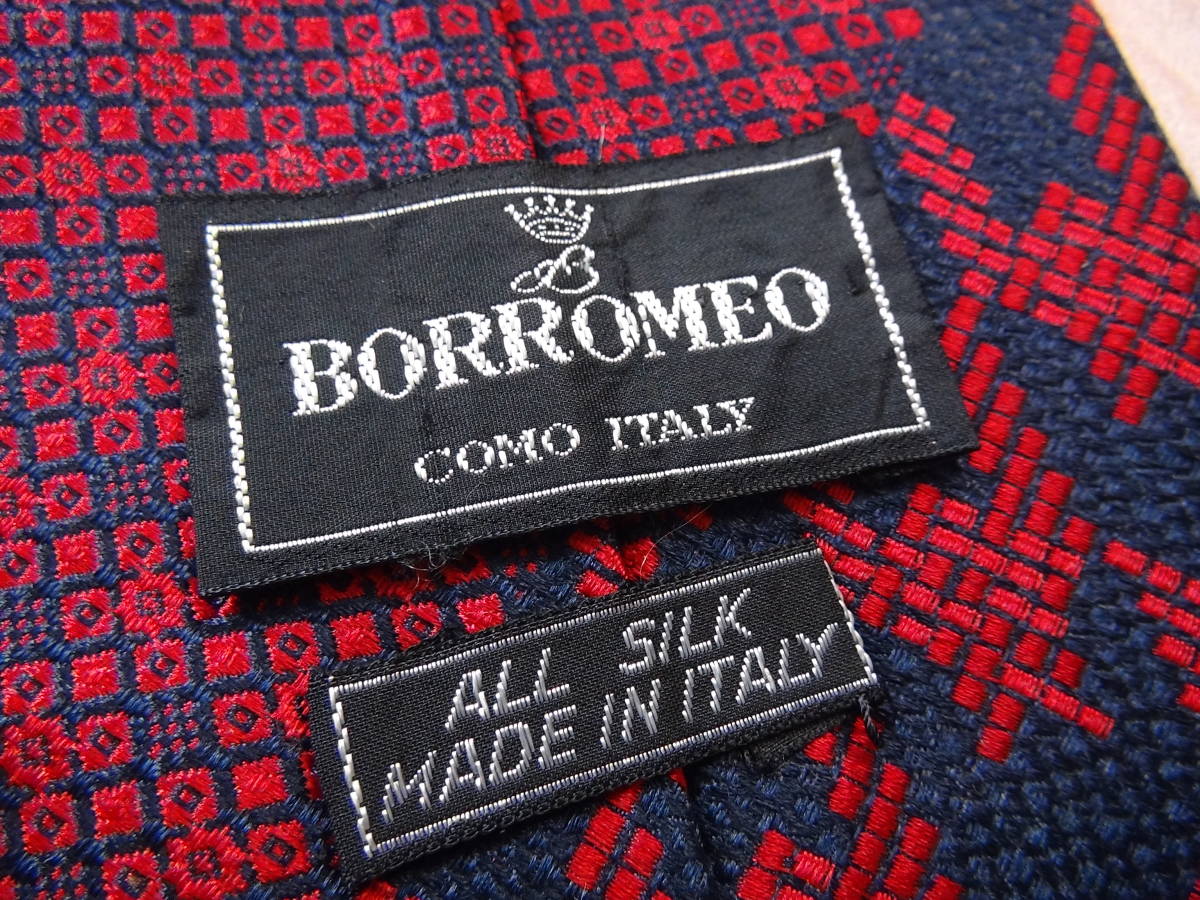 BORROMEO
COMO ITALY
ALL SILK
MADE IN ITALY